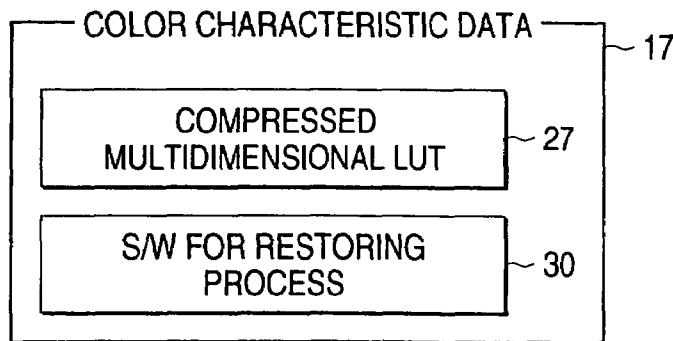 COLOR CHARACTERISTIC DATA
17
COMPRESSED
MULTIDIMENSIONAL LUT
27
S/W FOR RESTORING
PROCESS
30